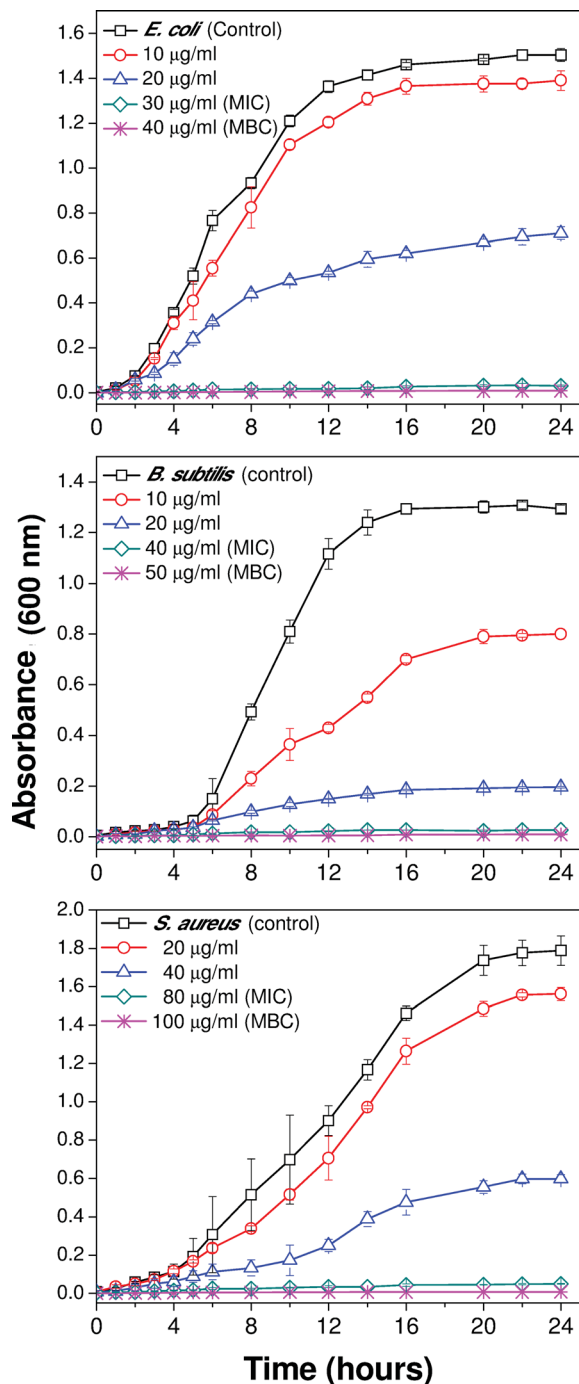 E. coli (Control)
10 μg/ml
20 μg/ml
30 μg/ml (MIC)
40 μg/ml (MBC)
1.6
1.4
1.2
1.0
0.8
0.6
0.4
0.2
0.0
0 4 8 12 16 20 24
B. subtilis (control)
10 μg/ml
20 μg/ml
40 μg/ml (MIC)
50 μg/ml (MBC)
1.4
1.2
1.0
0.8
0.6
0.4
0.2
0.0
0 4 8 12 16 20 24
Absorbance (600 nm)
S. aureus (control)
20 μg/ml
40 μg/ml
80 μg/ml (MIC)
100 μg/ml (MBC)
2.0
1.8
1.6
1.4
1.2
1.0
0.8
0.6
0.4
0.2
0.0
0 4 8 12 16 20 24
Time (hours)